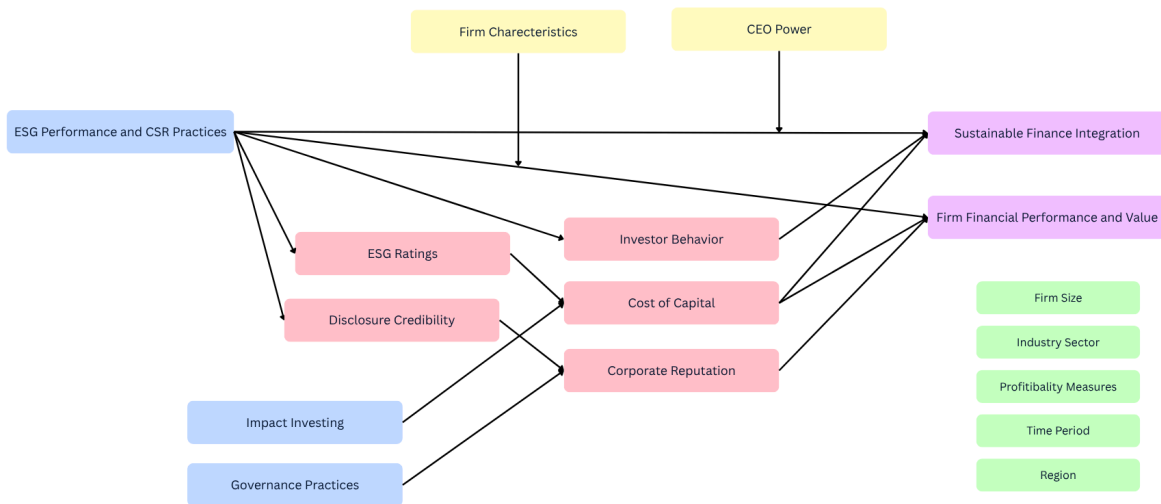 Firm Charecteristics
CEO Power
ESG Performance and CSR Practices
Sustainable Finance Integration
Firm Financial Performance and Value
Investor Behavior
ESG Ratings
Cost of Capital
Disclosure Credibility
Corporate Reputation
Impact Investing
Governance Practices
Firm Size
Industry Sector
Profitibality Measures
Time Period
Region